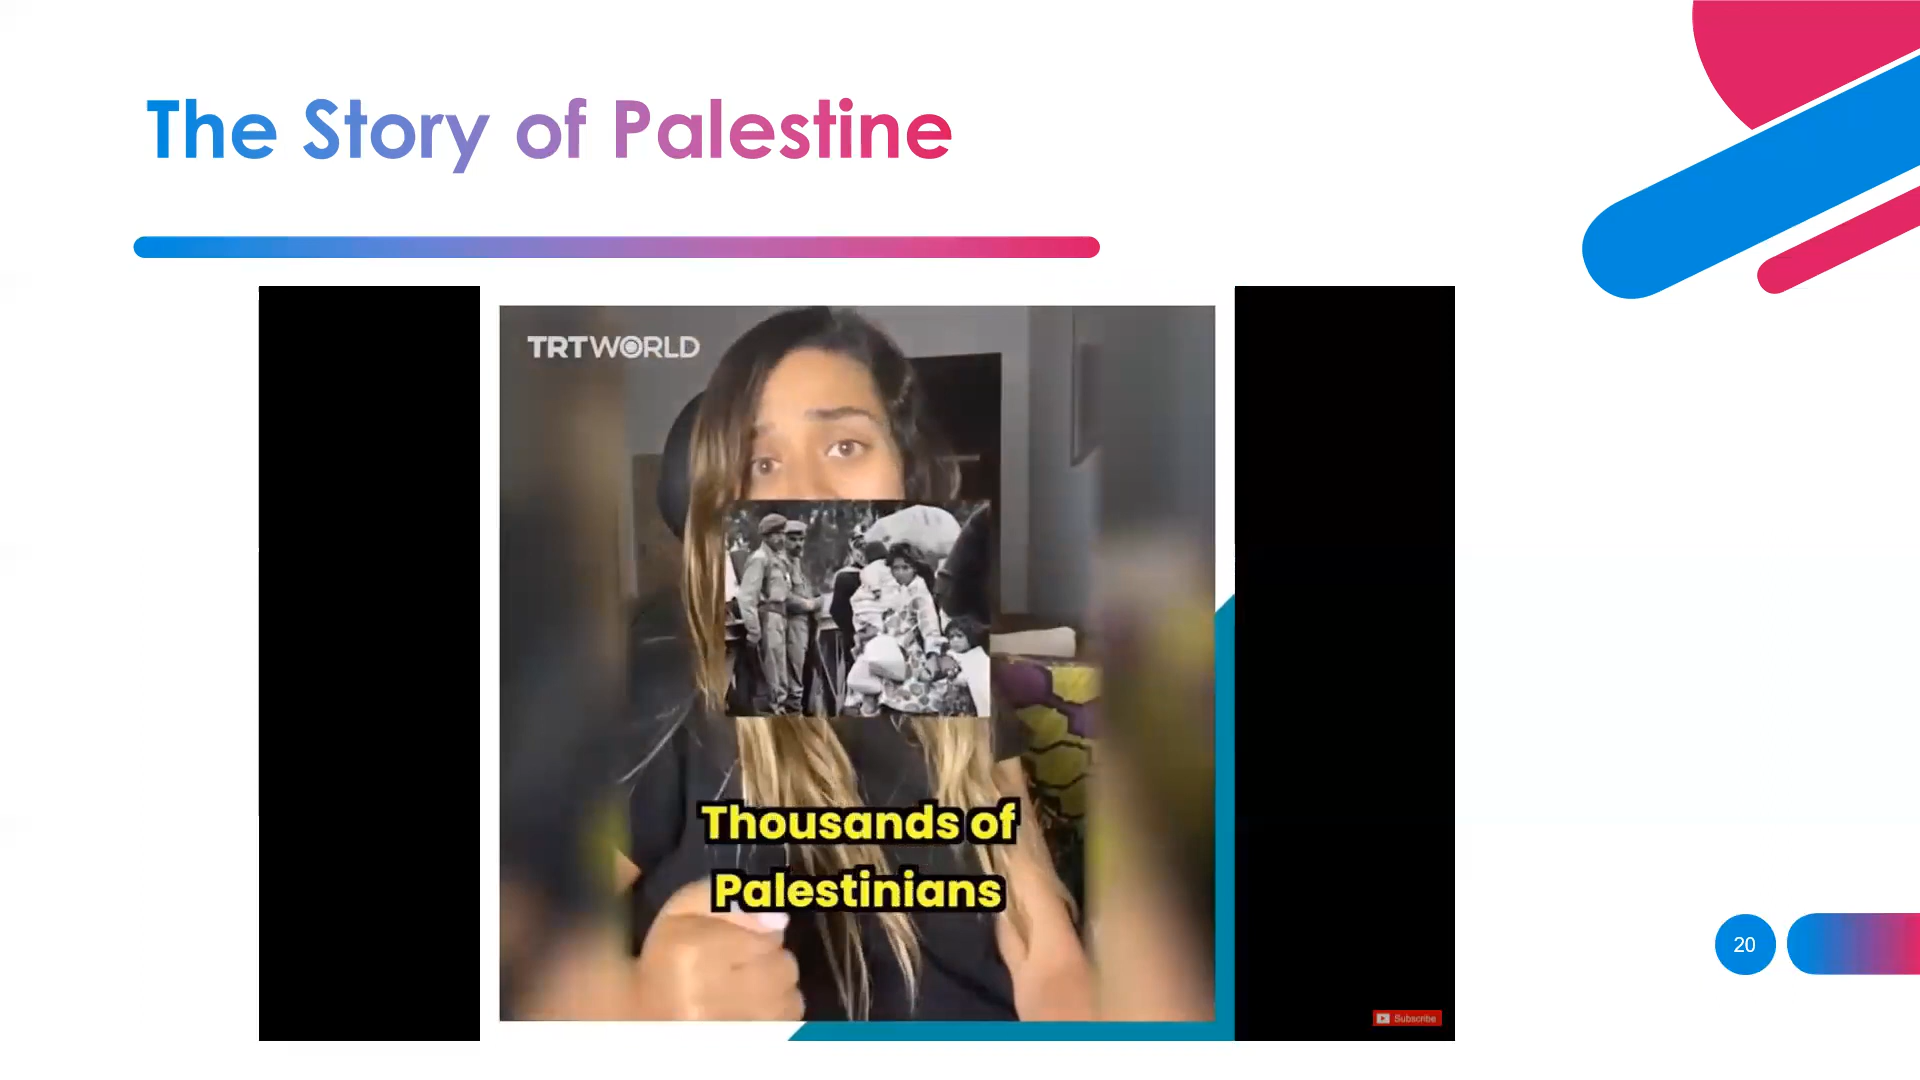 The Story of Palestine
TRTWORLD
Thousands of
Palestinians
20
Subscribe